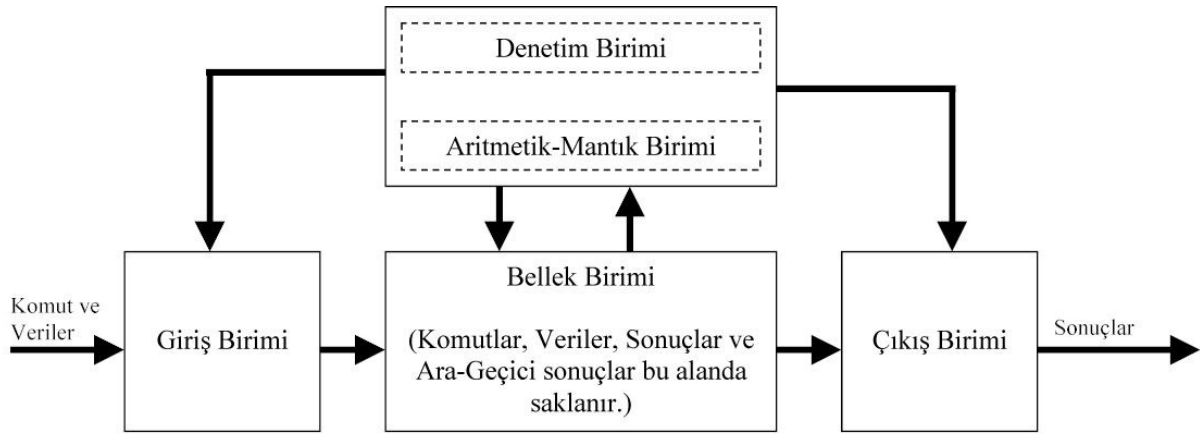 Denetim Birimi
Aritmetik-Mantık Birimi
Komut ve
Veriler
Giriş Birimi
Bellek Birimi
(Komutlar, Veriler, Sonuçlar ve
Ara-Geçici sonuçlar bu alanda
saklanır.)
Çıkış Birimi
Sonuçlar